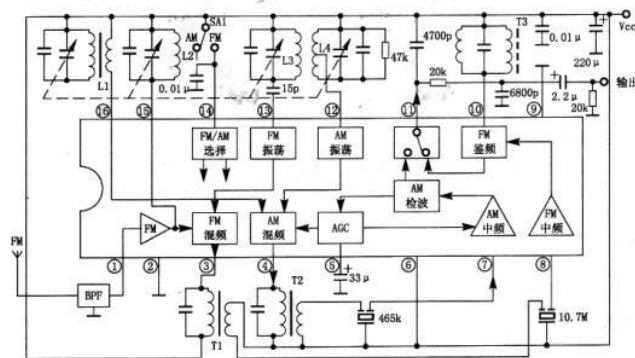 Vcc
SA1
AM
FM
L1
L2
0.01μ
L3
15p
L4
47k
4700p
20k
T3
6800p
0.01μ
220μ
2.2μ
输出
20k
⑯
⑮
⑭
⑬
⑫
⑪
⑩
⑨
FM/AM
选择
FM
振荡
AM
振荡
FM
鉴频
AM
检波
FM
FM
混频
AM
混频
AGC
AM
中频
FM
中频
FM
①
②
③
④
⑤
⑥
⑦
⑧
BPF
T1
T2
33μ
465k
10.7M